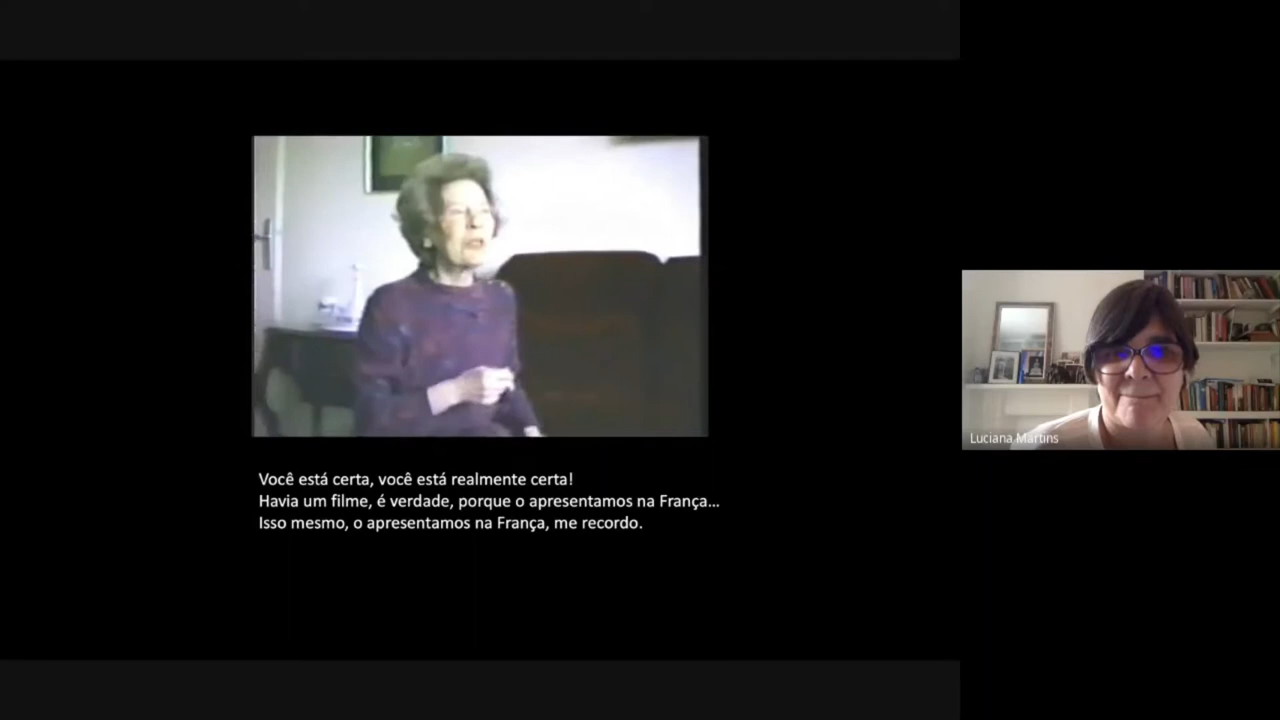 Você está certa, você está realmente certa!
Havia um filme, é verdade, porque o apresentamos na França...
Isso mesmo, o apresentamos na França, me recordo.
Luciana Martins